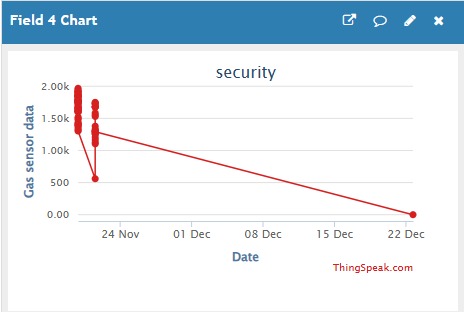 Field 4 Chart
security
Gas sensor data
2.00k
1.50k
1.00k
500
0.00
24 Nov
01 Dec
08 Dec
15 Dec
22 Dec
Date
ThingSpeak.com